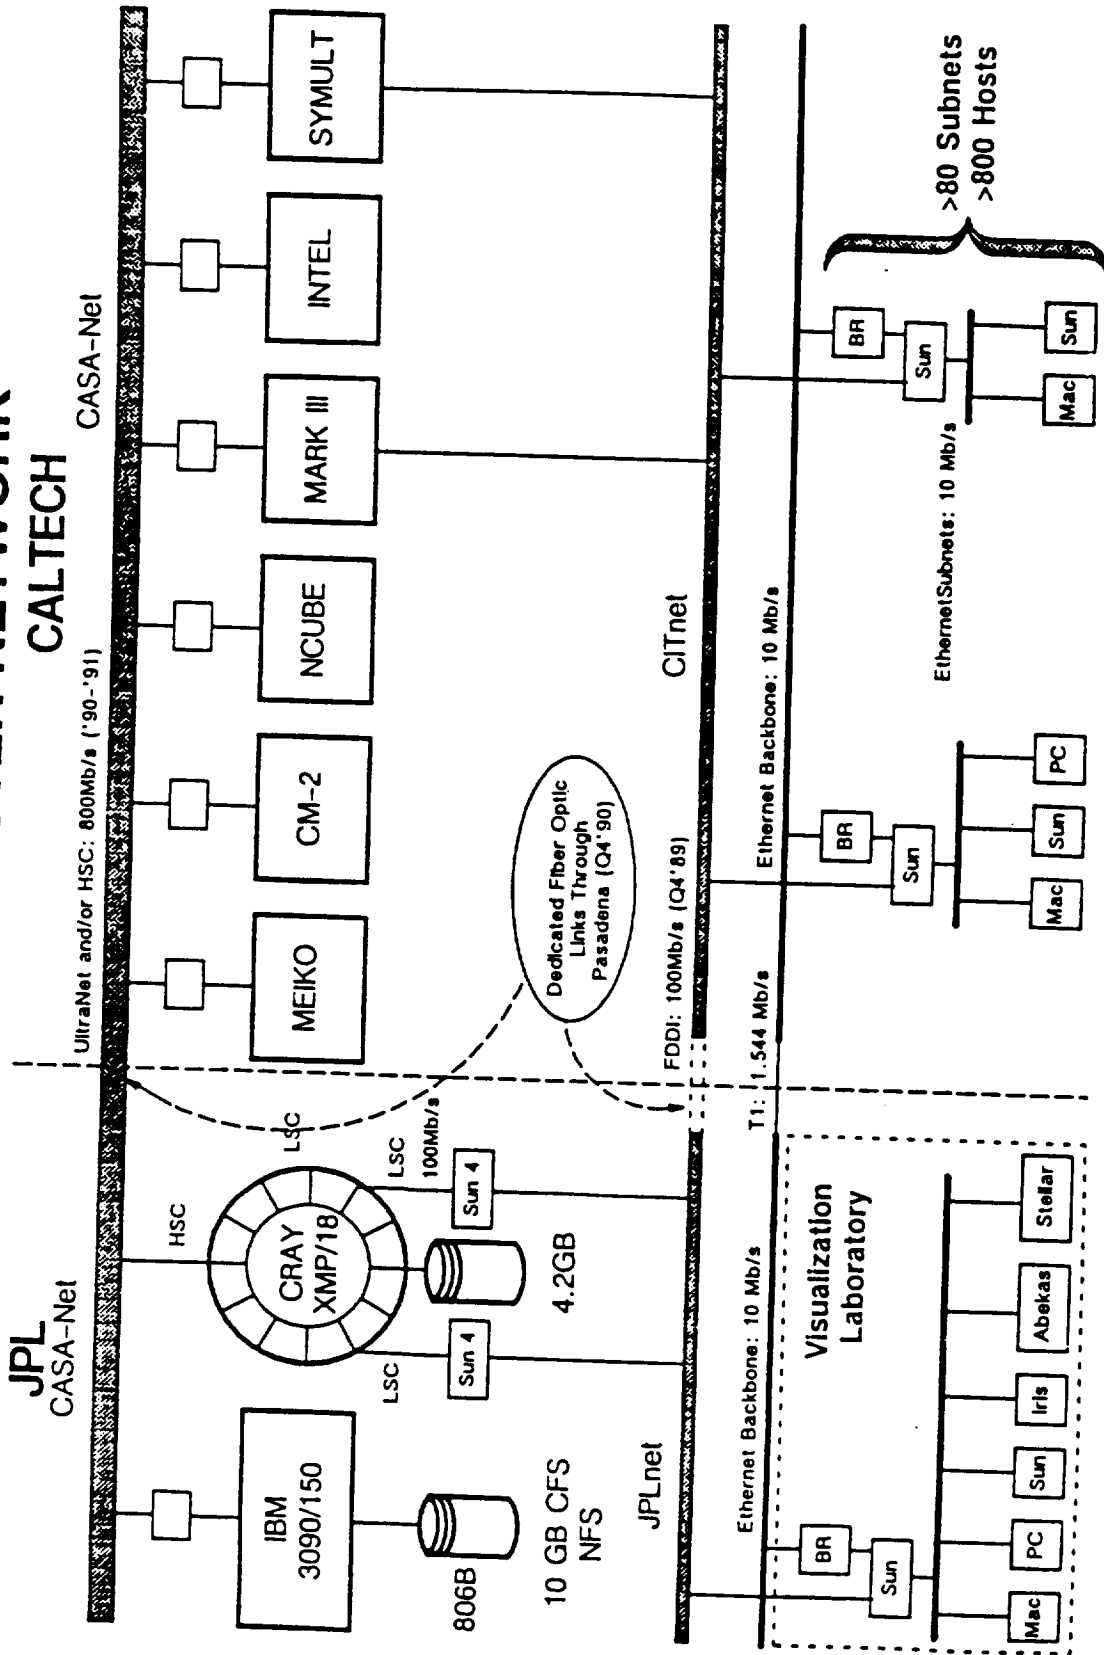 CALTECH
JPL
CASA-Net
CASA-Net
UltraNet and/or HSC: 800Mb/s ('90-'91)
HSC
LSC
IBM
3090/150
CRAY
XMP/18
MEIKO
CM-2
NCUBE
MARK III
INTEL
SYMULT
LSC
LSC
100Mb/s
Sun 4
Sun 4
806B
4.2GB
10 GB CFS
NFS
Dedicated Fiber Optic
Links Through
Pasadena (Q4'90)
JPLnet
FDDI: 100Mb/s (Q4'89)
CITnet
Ethernet Backbone: 10 Mb/s
T1: 1.544 Mb/s
Ethernet Backbone: 10 Mb/s
Visualization
Laboratory
BR
Sun
Mac
PC
Sun
Iris
Abekas
Stellar
BR
Sun
Mac
Sun
PC
EthernetSubnets: 10 Mb/s
BR
Sun
Mac
Sun
>80 Subnets
>800 Hosts